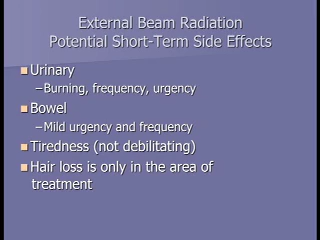 External Beam Radiation
Potential Short-Term Side Effects
Urinary
–Burning, frequency, urgency
Bowel
–Mild urgency and frequency
Tiredness (not debilitating)
Hair loss is only in the area of
treatment